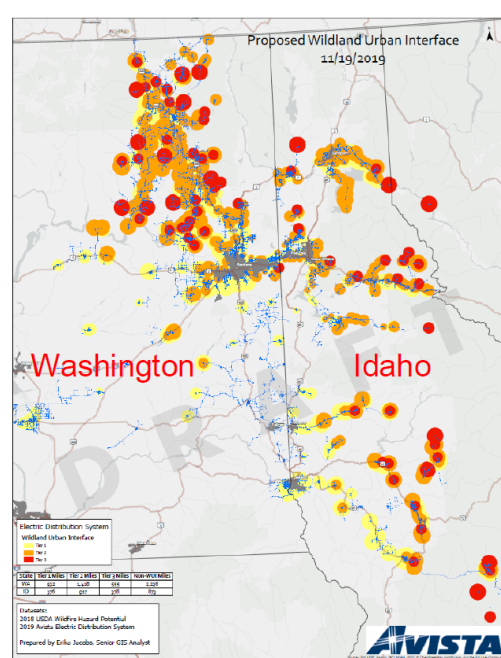 Proposed Wildland Urban Interface
11/19/2019
Washington
Idaho
DRAFT
Electric Distribution System
Wildland Urban Interface
Tier 1
Tier 2
Tier 3
State Tier 1 Miles Tier 2 Miles Tier 3 Miles Non-WUI Miles
WA
ID
Datasets:
2018 USDA Wildfire Hazard Potential
2019 Avista Electric Distribution System
Prepared by Erika Jacobs, Senior GIS Analyst
AVISTA